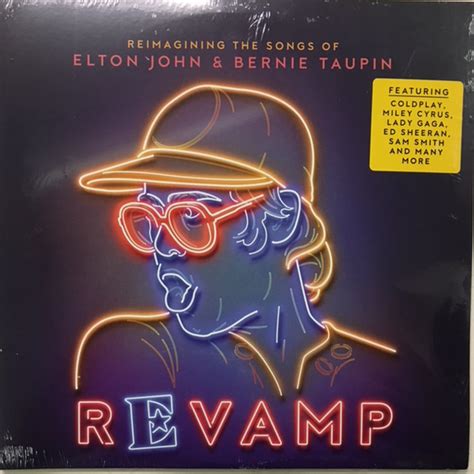 REIMAGINING THE SONGS OF
ELTON JOHN & BERNIE TAUPIN
FEATURING
COLDPLAY,
MILEY CYRUS,
LADY GAGA,
ED SHEERAN,
SAM SMITH
AND MANY
MORE
REVAMP